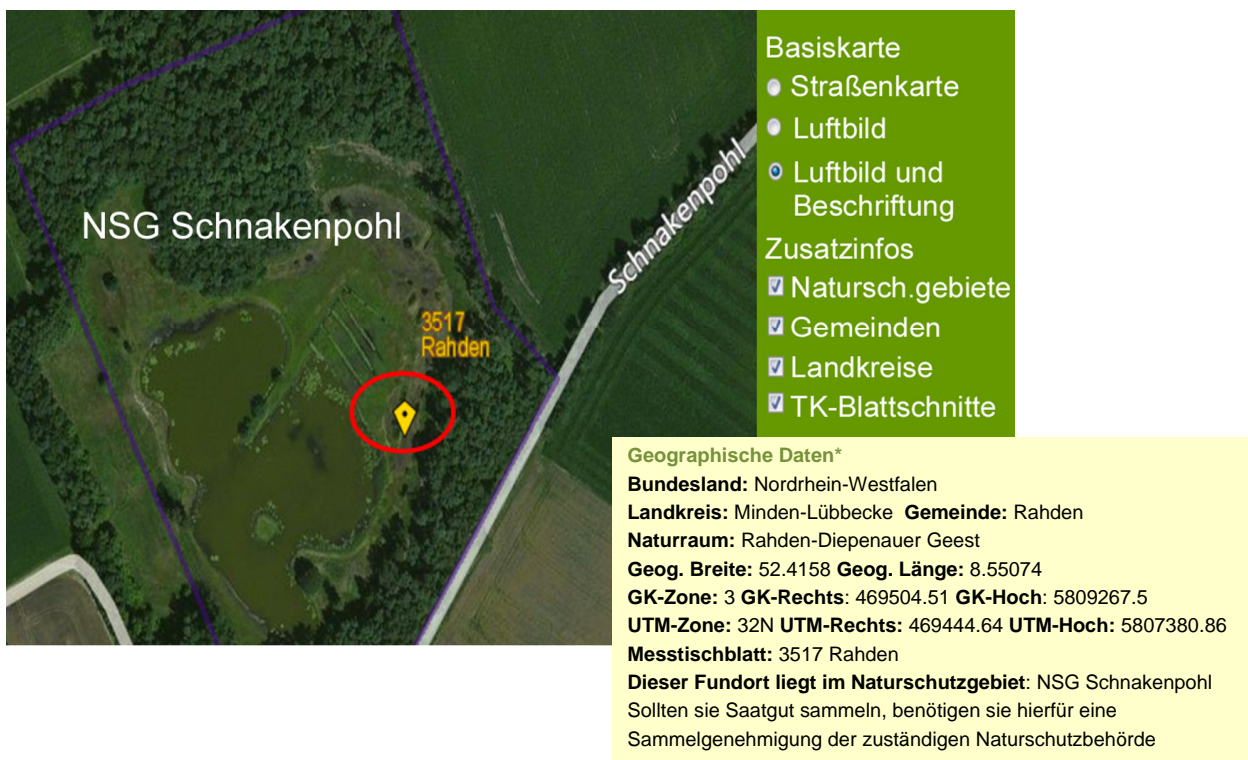 NSG Schnakenpohl
3517
Rahden
Schnakenpohl
Basiskarte
Straßenkarte
Luftbild
Luftbild und
Beschriftung
Zusatzinfos
Natursch.gebiete
Gemeinden
Landkreise
TK-Blattschnitte
Geographische Daten*
Bundesland: Nordrhein-Westfalen
Landkreis: Minden-Lübbecke Gemeinde: Rahden
Naturraum: Rahden-Diepenauer Geest
Geog. Breite: 52.4158 Geog. Länge: 8.55074
GK-Zone: 3 GK-Rechts: 469504.51 GK-Hoch: 5809267.5
UTM-Zone: 32N UTM-Rechts: 469444.64 UTM-Hoch: 5807380.86
Messtischblatt: 3517 Rahden
Dieser Fundort liegt im Naturschutzgebiet: NSG Schnakenpohl
Sollten sie Saatgut sammeln, benötigen sie hierfür eine
Sammelgenehmigung der zuständigen Naturschutzbehörde